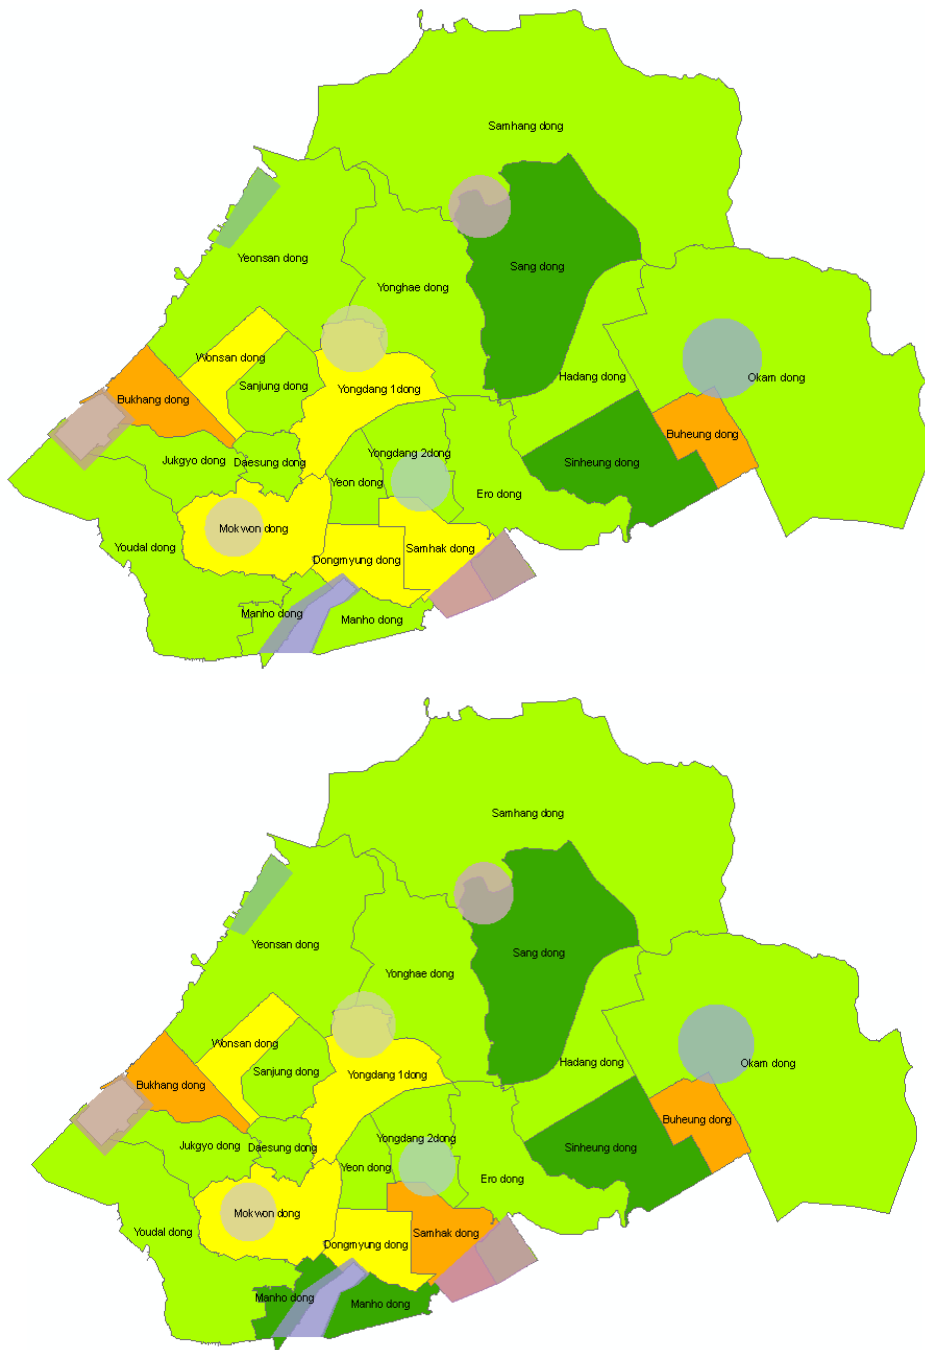 Samhang dong
Yeonsan dong
Sang dong
Yonghae dong
Wonsan dong
Sanjung dong
Yongdang 1dong
Hadang dong
Okam dong
Bukhang dong
Buheung dong
Jukgyo dong
Daesung dong
Yongdang 2dong
Sinheung dong
Yeon dong
Ero dong
Mokwon dong
Youdal dong
Dongmyung dong
Samhak dong
Manho dong
Manho dong
Samhang dong
Yeonsan dong
Sang dong
Yonghae dong
Wonsan dong
Sanjung dong
Yongdang 1dong
Hadang dong
Okam dong
Bukhang dong
Buheung dong
Jukgyo dong
Daesung dong
Yongdang 2dong
Sinheung dong
Yeon dong
Ero dong
Mokwon dong
Youdal dong
Dongmyung dong
Samhak dong
Manho dong
Manho dong